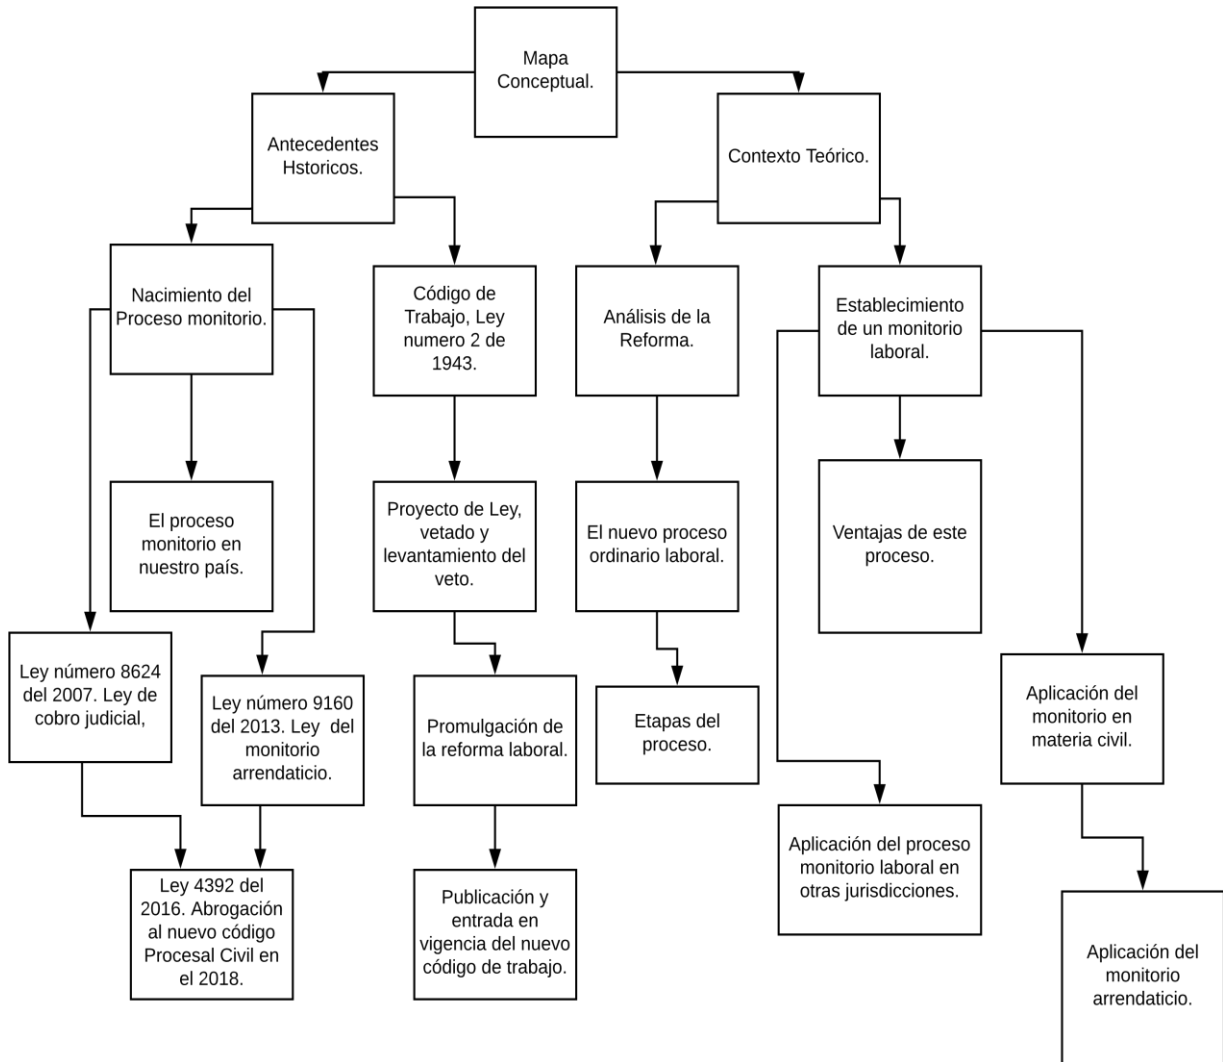 Mapa
Conceptual.
Antecedentes
Hstoricos.
Contexto Teórico.
Nacimiento del
Proceso monitorio.
Código de
Trabajo, Ley
numero 2 de
1943.
Análisis de la
Reforma.
Establecimiento
de un monitorio
laboral.
El proceso
monitorio en
nuestro país.
Proyecto de Ley,
vetado y
levantamiento del
veto.
El nuevo proceso
ordinario laboral.
Ventajas de este
proceso.
Ley número 8624
del 2007. Ley de
cobro judicial,
Ley número 9160
del 2013. Ley del
monitorio
arrendaticio.
Promulgación de
la reforma laboral.
Etapas del
proceso.
Aplicación del
monitorio en
materia civil.
Aplicación del proceso
monitorio laboral en
otras jurisdicciones.
Ley 4392 del
2016. Abrogación
al nuevo código
Procesal Civil en
el 2018.
Publicación y
entrada en
vigencia del nuevo
código de trabajo.
Aplicación del
monitorio
arrendaticio.